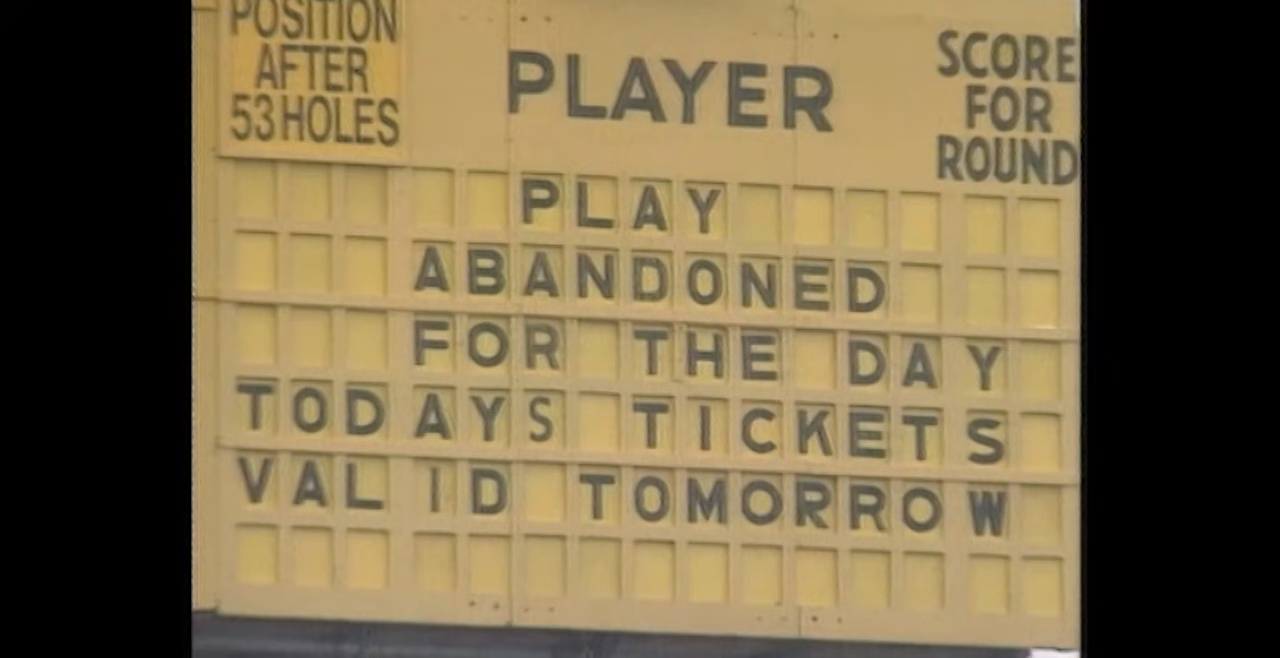 POSITION
AFTER
53 HOLES
PLAYER
SCORE
FOR
ROUND
PLAY
ABANDONED
FOR THE DAY
TODAYS TICKETS
VALID TOMORROW